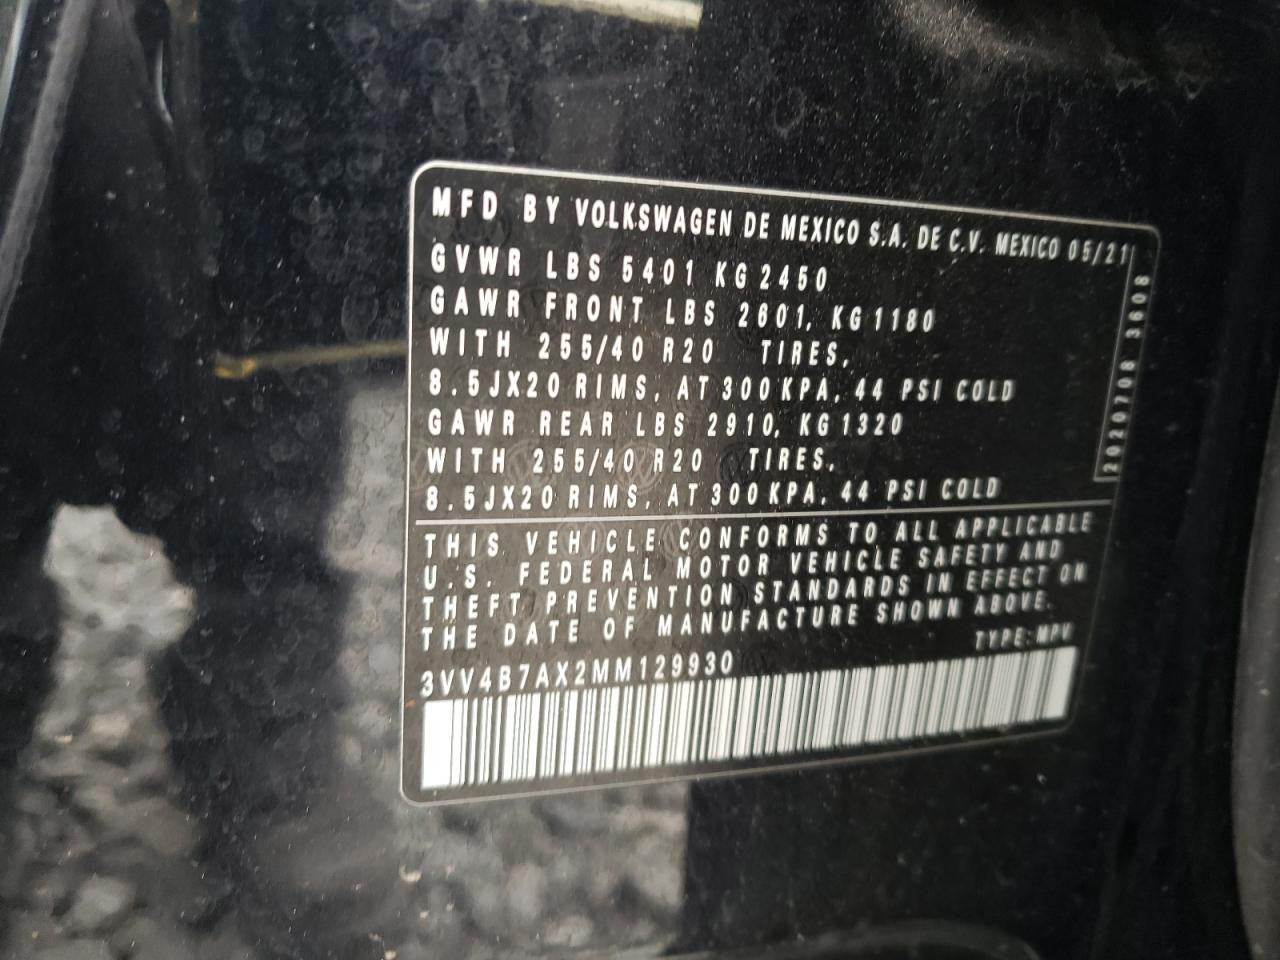 MFD BY VOLKSWAGEN DE MEXICO S.A. DE C.V. MEXICO 05/21
GVWR LBS 5401 KG 2450
GAWR FRONT LBS 2601, KG 1180
WITH 255/40 R20 TIRES,
8.5JX20 RIMS, AT 300 KPA, 44 PSI COLD
GAWR REAR LBS 2910, KG 1320
WITH 255/40 R20 TIRES,
8.5JX20 RIMS, AT 300 KPA, 44 PSI COLD
2020708 3608
THIS VEHICLE CONFORMS TO ALL APPLICABLE
U.S. FEDERAL MOTOR VEHICLE SAFETY AND
THEFT PREVENTION STANDARDS IN EFFECT ON
THE DATE OF MANUFACTURE SHOWN ABOVE.
TYPE: MPV
3VV4B7AX2MM129930